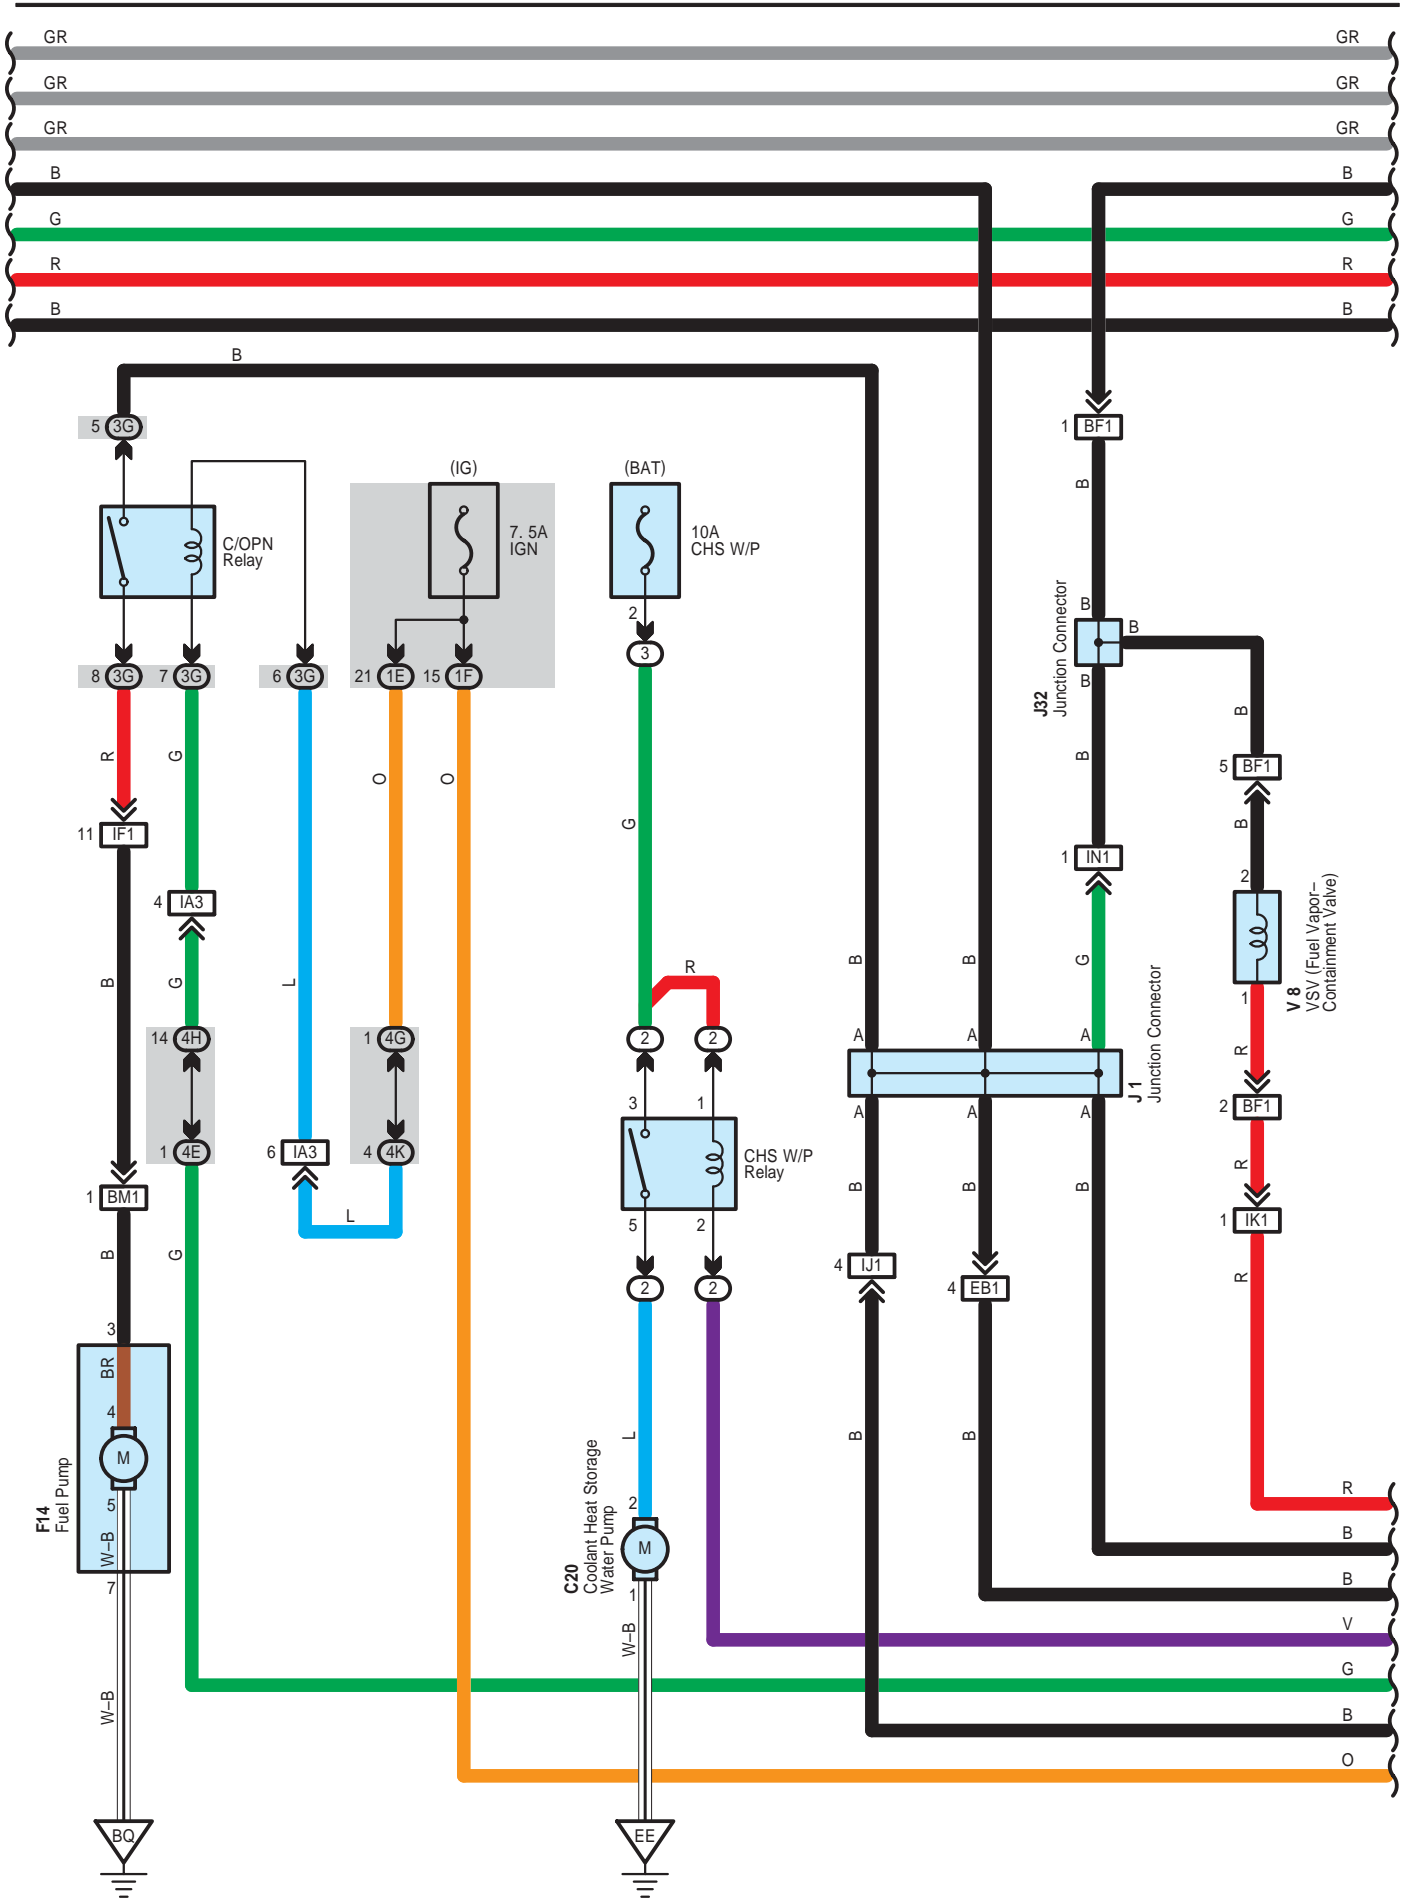 GR
GR
GR
GR
GR
GR
B
B
G
G
R
R
B
B
B
5 3G
1 BF1
(IG)
(BAT)
B
7. 5A
IGN
10A
CHS W/P
C/OPN
Relay
J32
Junction Connector
2
B
B
3
8 3G
7 3G
6 3G
21 1E
15 1F
B
B
R
G
O
O
B
5 BF1
G
B
11 IF1
1 IN1
2
4 IA3
V 8
VSV (Fuel Vapor–
Containment Valve)
B
G
L
R
B
B
G
1
14 4H
1 4G
2
2
A
A
A
J 1
Junction Connector
R
3
1
A
A
A
2 BF1
1 4E
6 IA3
4 4K
CHS W/P
Relay
R
1 BM1
B
B
B
L
5
2
1 IK1
B
G
4 IJ1
R
2
2
4 EB1
3
BR
4
M
F14
Fuel Pump
L
B
B
C20
Coolant Heat Storage
Water Pump
5
2
R
W–B
M
B
7
1
B
W–B
V
W–B
G
B
O
BQ
EE